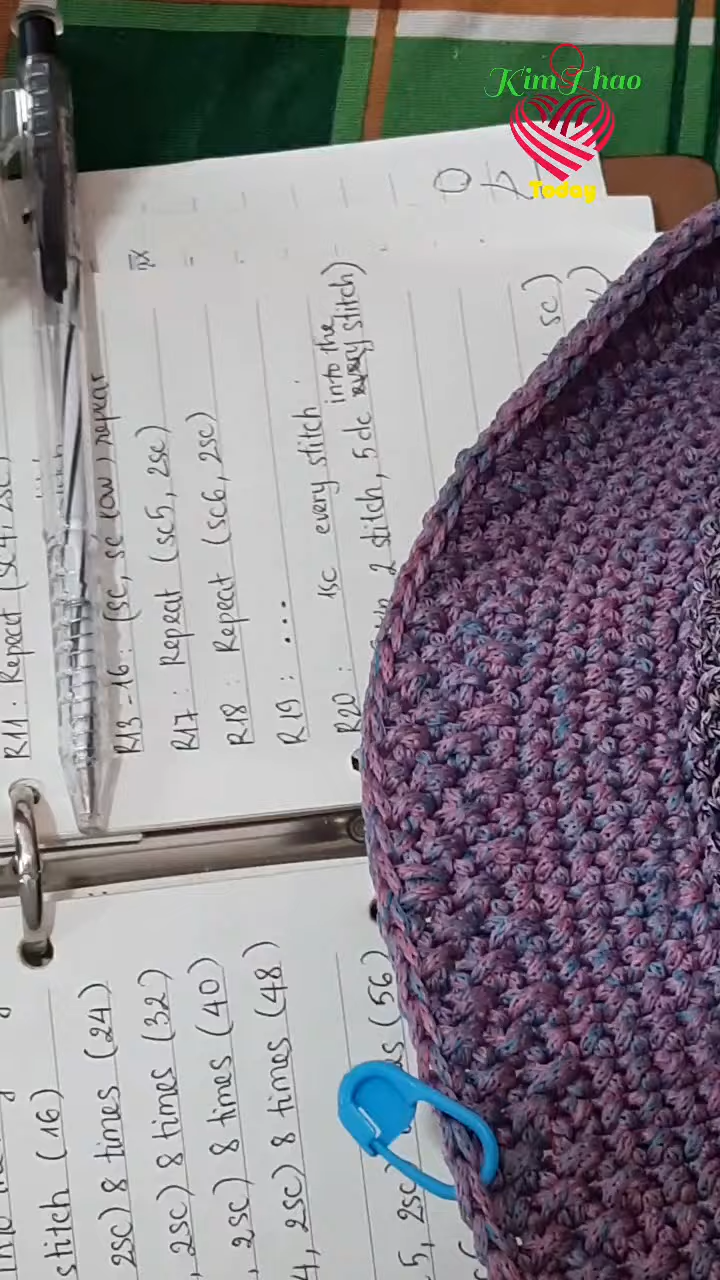 KimThao
Today
R11: Repeat (sc4, 2sc)
R13-16: (sc, sc low) repeat
R17: Repeat (sc5, 2sc)
R18: Repeat (sc6, 2sc)
R19: ....
R20: 1sc every stitch.
2 stitch, 5dc into the every stitch)
sc)
stitch (16)
2sc) 8 times (24)
, 2sc) 8 times (32)
, 2sc) 8 times (40)
4, 2sc) 8 times (48)
5, 2sc) (56)